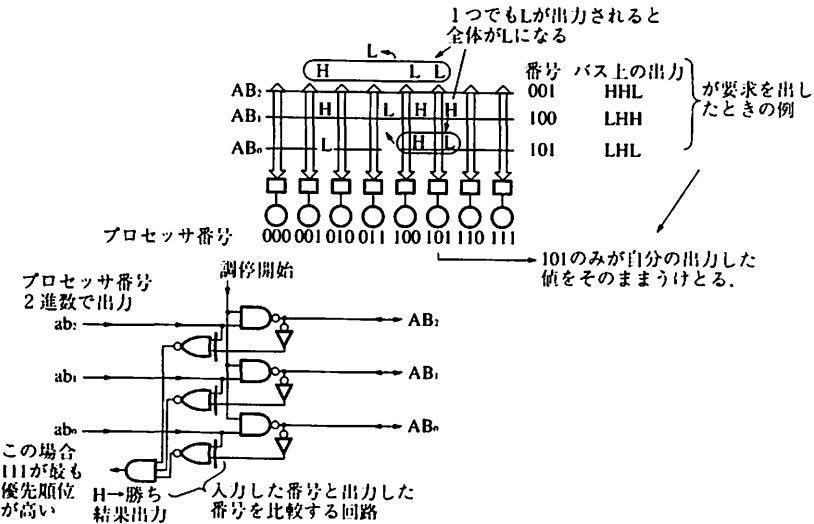 1つでもLが出力されると
全体がLになる
L
H L L
番号 バス上の出力
AB₂ 001 HHL
AB₁ H L H H 100 LHH
AB₀ L H L 101 LHL
が要求を出し
たときの例
プロセッサ番号 000 001 010 011 100 101 110 111
101のみが自分の出力した
値をそのままうけとる.
調停開始
プロセッサ番号
2進数で出力
ab₂ AB₂
ab₁ AB₁
ab₀ AB₀
この場合
111が最も
優先順位
が高い
H→勝ち
結果出力
入力した番号と出力した
番号を比較する回路